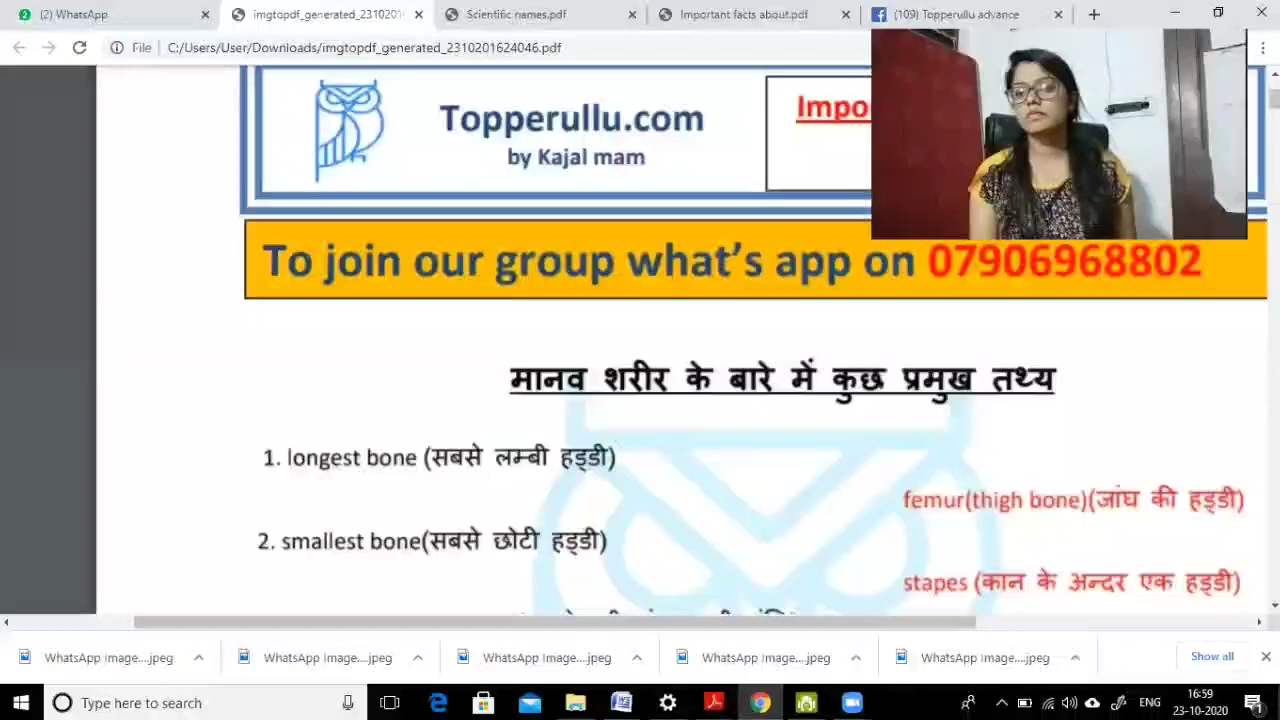 (2) WhatsApp
imgtopdf_generated_2310201
Scientific names.pdf
Important facts about.pdf
(109) Topperullu advance
File
C:/Users/User/Downloads/imgtopdf_generated_2310201624046.pdf
Topperullu.com
by Kajal mam
Impo
To join our group what's app on 07906968802
मानव शरीर के बारे में कुछ प्रमुख तथ्य
1. longest bone (सबसे लम्बी हड्डी)
femur(thigh bone)(जांघ की हड्डी)
2. smallest bone(सबसे छोटी हड्डी)
stapes (कान के अन्दर एक हड्डी)
WhatsApp Image....jpeg
WhatsApp Image....jpeg
WhatsApp Image....jpeg
WhatsApp Image....jpeg
WhatsApp Image....jpeg
Show all
Type here to search
ENG
16:59
23-10-2020